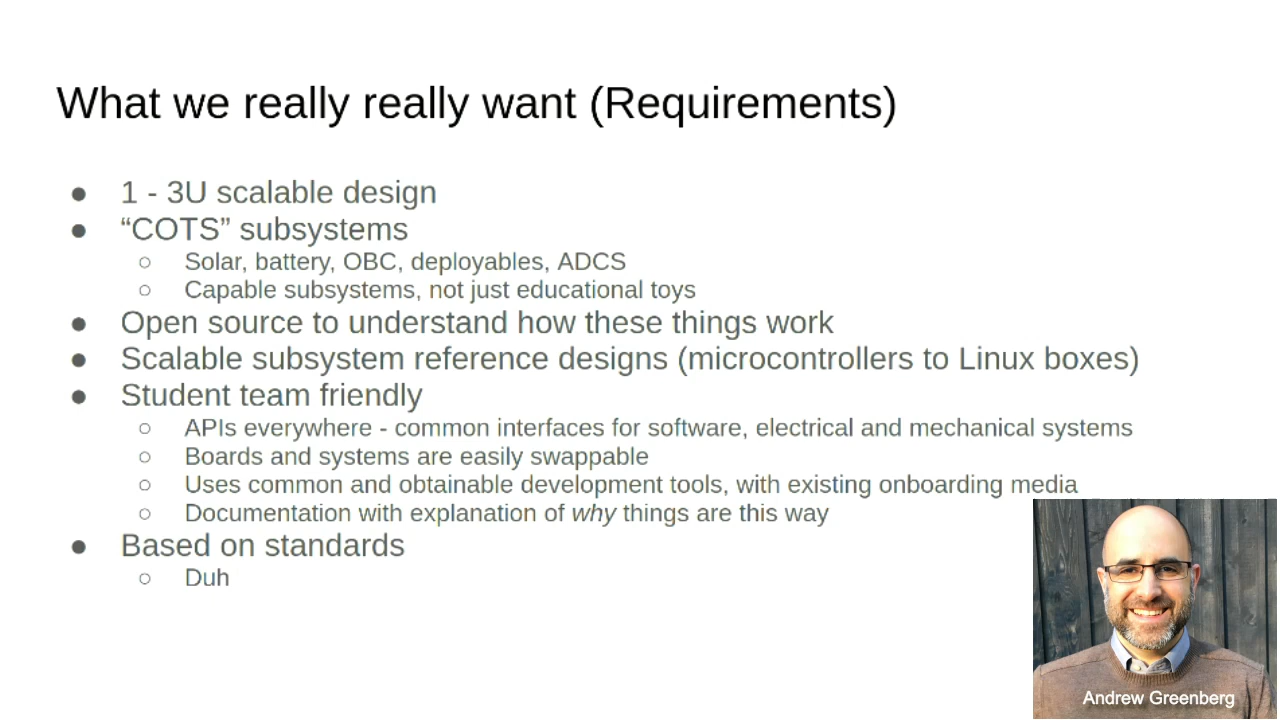 What we really really want (Requirements)
● 1 - 3U scalable design
● “COTS” subsystems
○ Solar, battery, OBC, deployables, ADCS
○ Capable subsystems, not just educational toys
● Open source to understand how these things work
● Scalable subsystem reference designs (microcontrollers to Linux boxes)
● Student team friendly
○ APIs everywhere - common interfaces for software, electrical and mechanical systems
○ Boards and systems are easily swappable
○ Uses common and obtainable development tools, with existing onboarding media
○ Documentation with explanation of why things are this way
● Based on standards
○ Duh
Andrew Greenberg